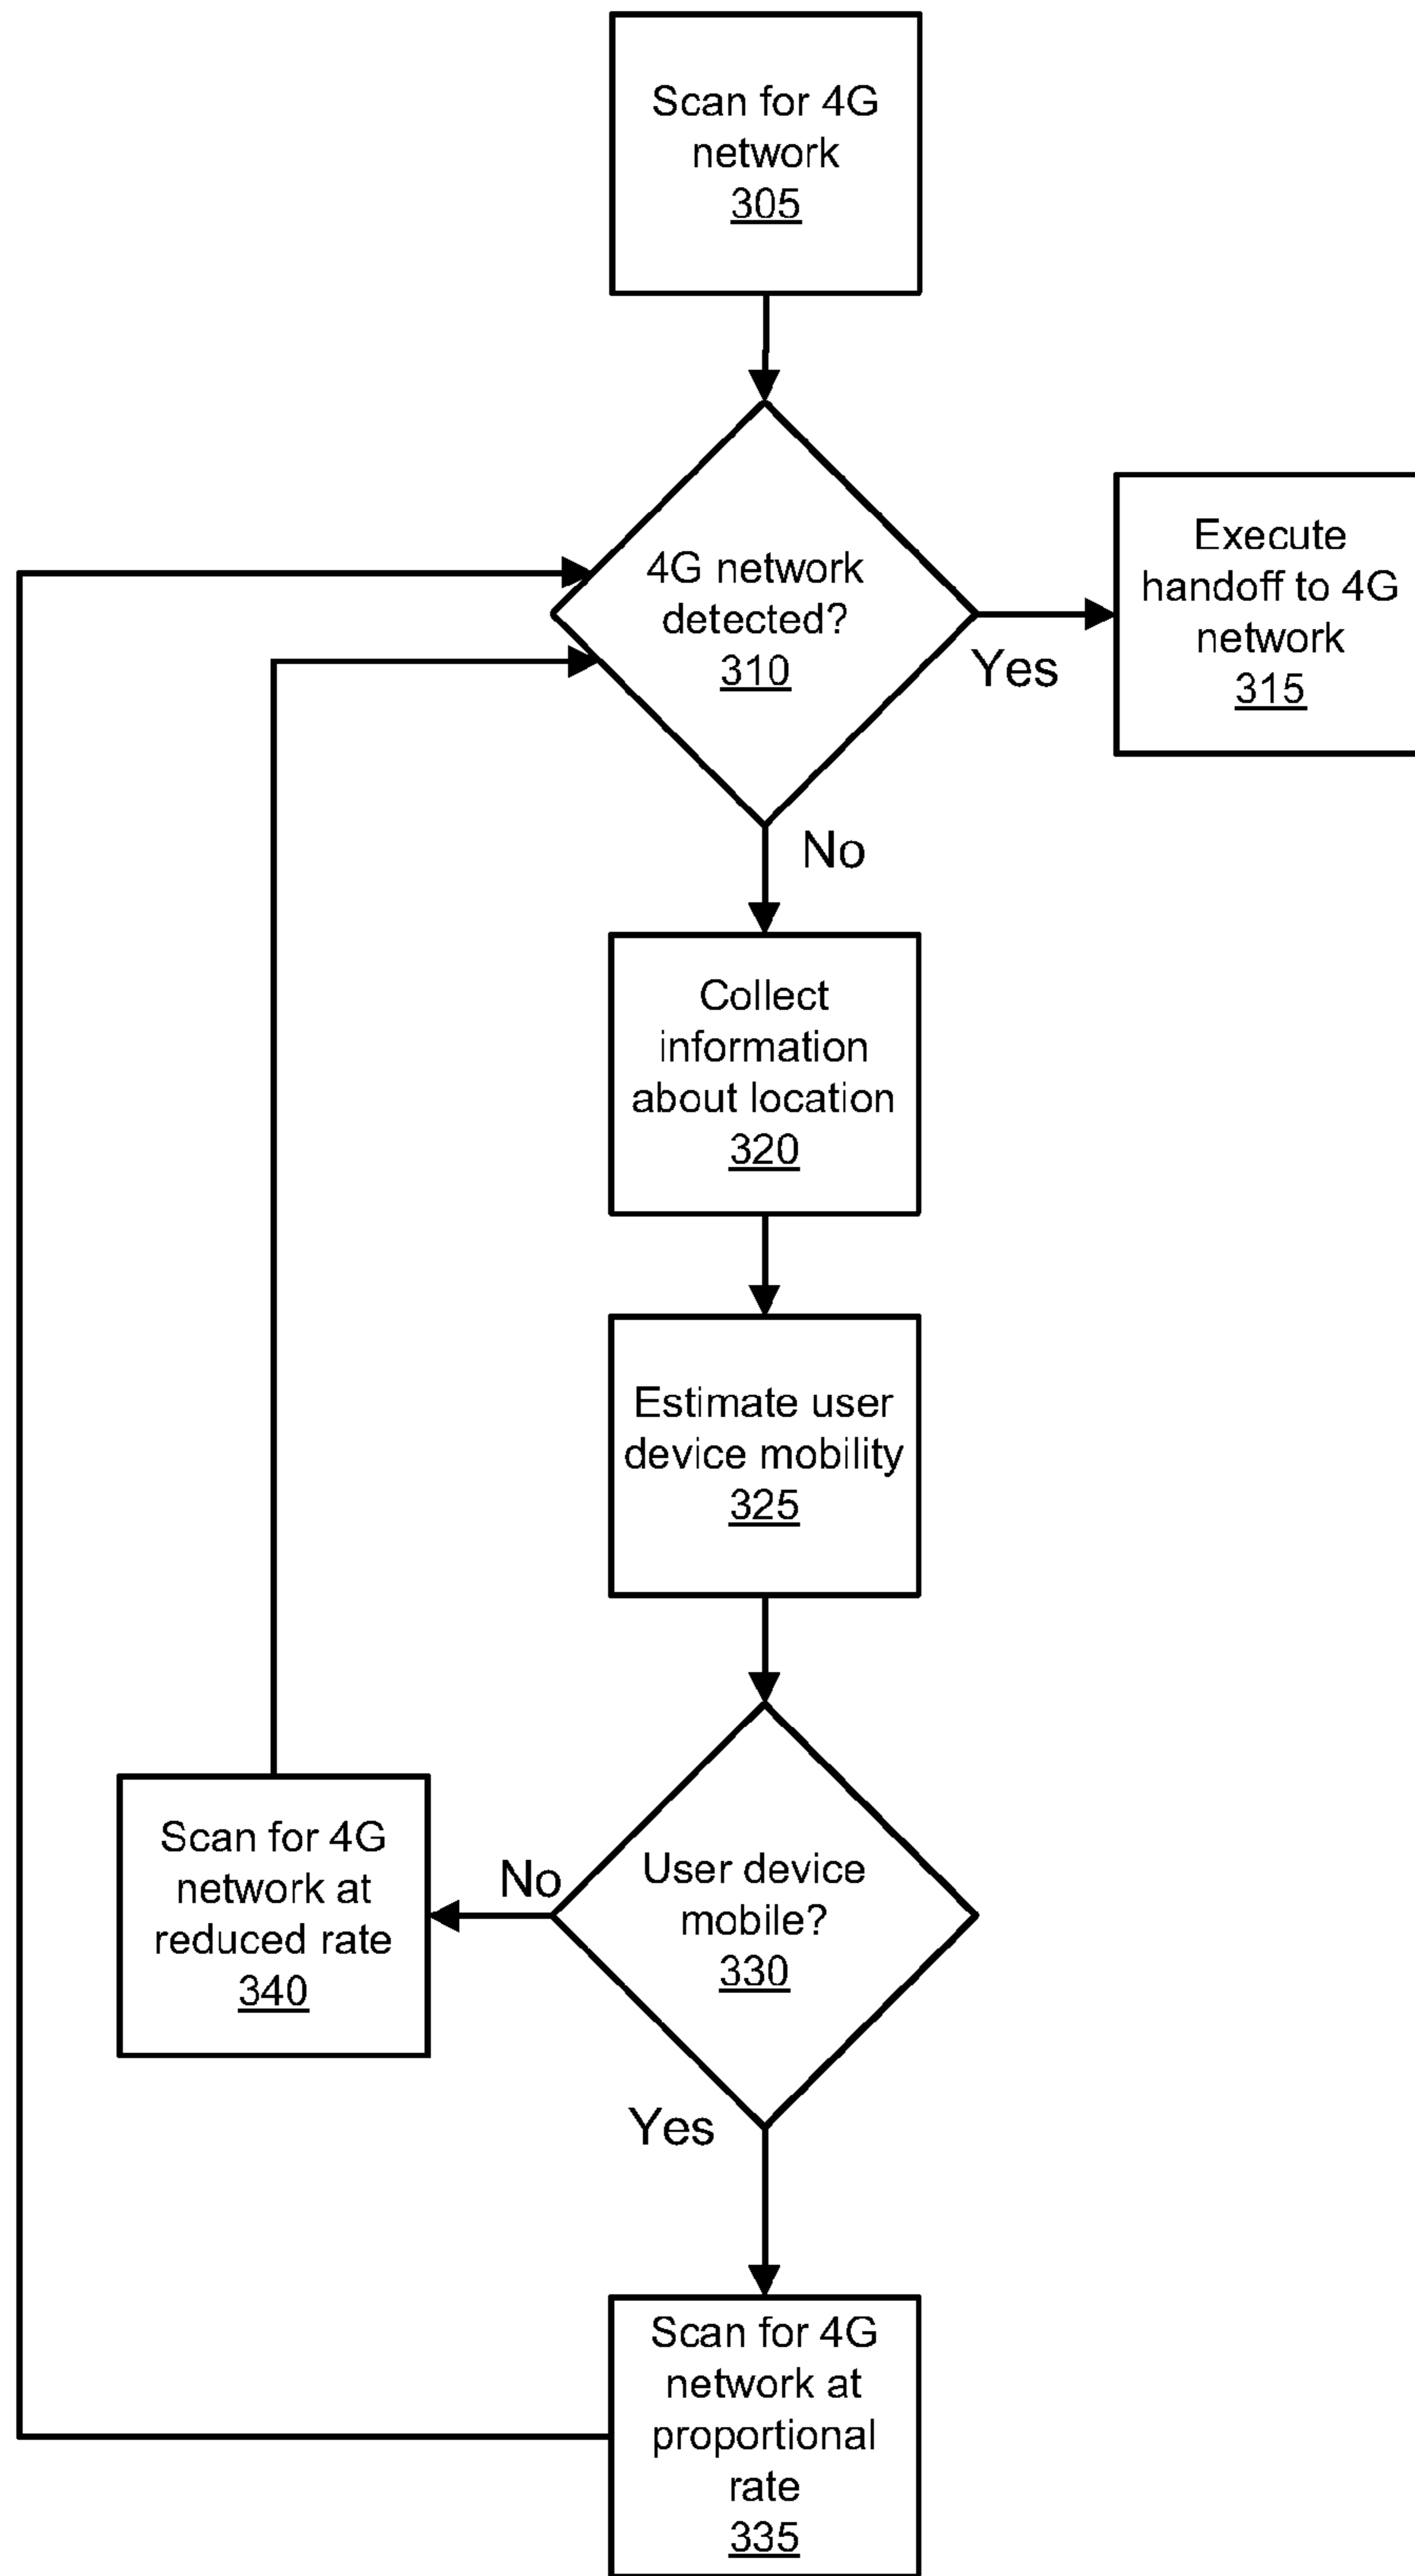 Scan for 4G
network
305
4G network
detected?
310
Yes
Execute
handoff to 4G
network
315
No
Collect
information
about location
320
Estimate user
device mobility
325
User device
mobile?
330
No
Scan for 4G
network at
reduced rate
340
Yes
Scan for 4G
network at
proportional
rate
335